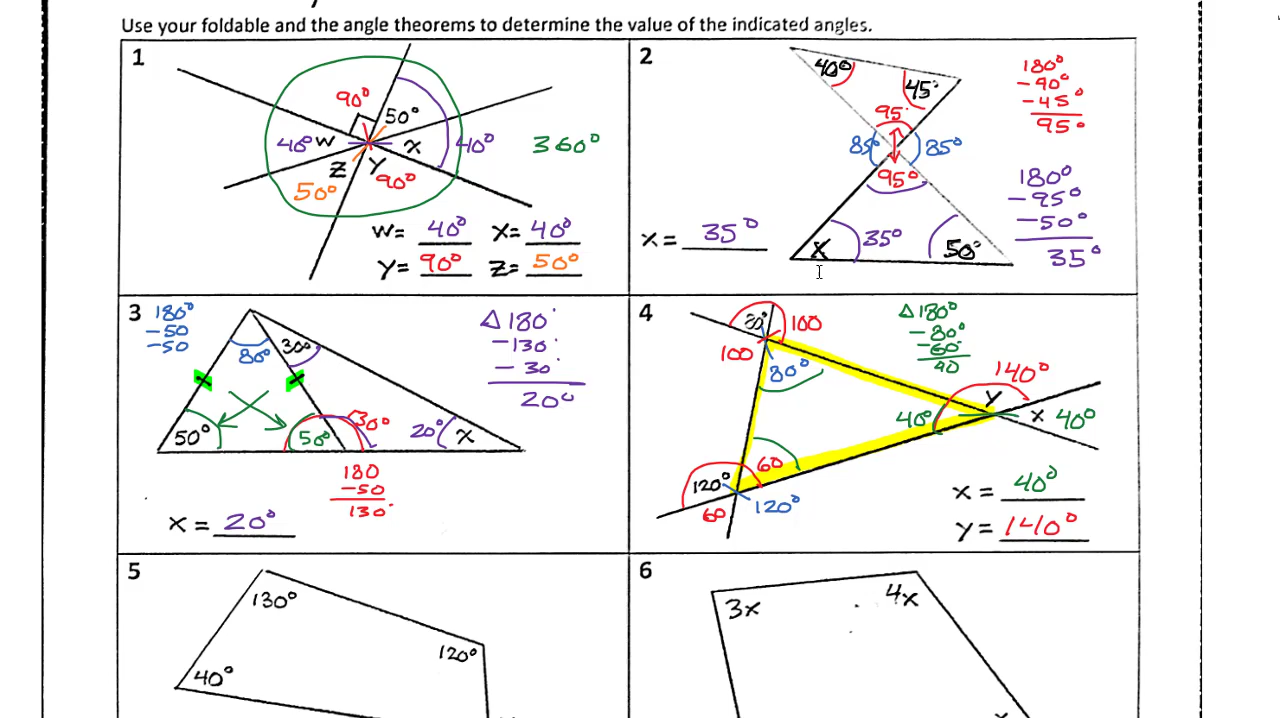 Use your foldable and the angle theorems to determine the value of the indicated angles.
1
90°
50°
40° W
X 40°
360°
Z Y
50° 90°
W= 40° X= 40°
Y= 90° Z= 50°
2
40°
45°
95°
85° 85°
95°
X 35° 50°
180°
-90°
-45°
95°
180°
-95°
-50°
35°
x = 35°
3
180°
-50
-50
80° 30°
50° 50° 130° 20° X
180
-50
130°
△ 180°
-130°
-30°
20°
X = 20°
4
80° 100
100
80°
△ 180°
-80°
-60
40
140°
Y
40° X 40°
120° 60
60 120°
x = 40°
y = 140°
5
130°
120°
40°
6
3x
4x